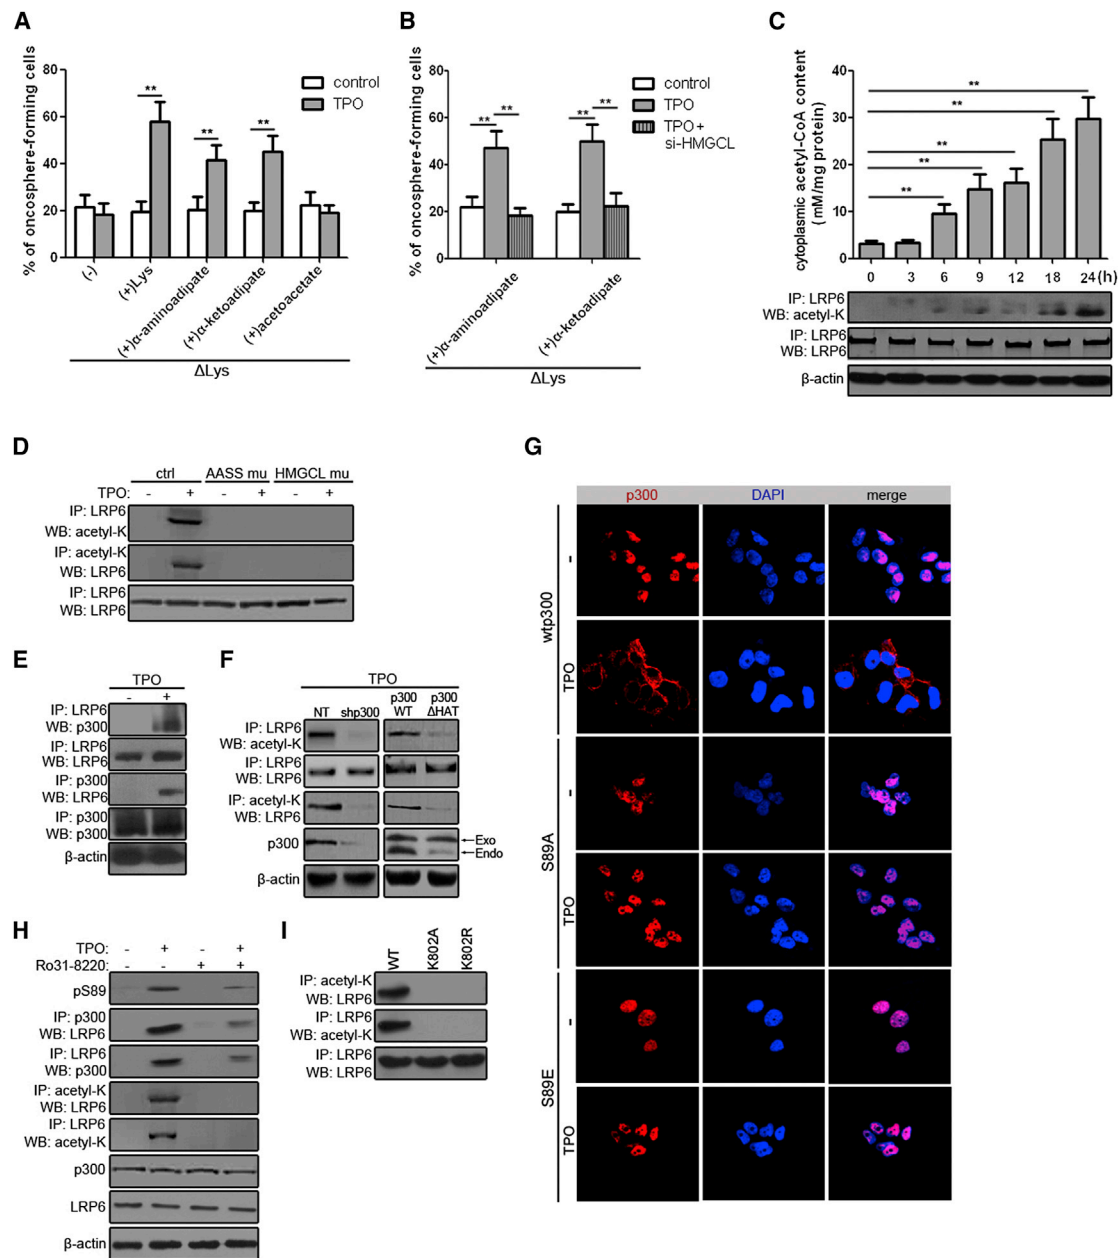 A
% of oncosphere-forming cells
80
60
40
20
0
control
TPO
**
**
**
(-)
(+)Lys
(+)α-aminoadipate
(+)α-ketoadipate
(+)acetoacetate
ΔLys
B
% of oncosphere-forming cells
80
60
40
20
0
control
TPO
TPO +
si-HMGCL
**
**
**
**
(+)α-aminoadipate
(+)α-ketoadipate
ΔLys
C
cytoplasmic acetyl-CoA content
(mM/mg protein)
40
30
20
10
0
**
**
**
**
**
0 3 6 9 12 18 24 (h)
IP: LRP6
WB: acetyl-K
IP: LRP6
WB: LRP6
β-actin
D
ctrl AASS mu HMGCL mu
TPO: - + - + - +
IP: LRP6
WB: acetyl-K
IP: acetyl-K
WB: LRP6
IP: LRP6
WB: LRP6
E
TPO
- +
IP: LRP6
WB: p300
IP: LRP6
WB: LRP6
IP: p300
WB: LRP6
IP: p300
WB: p300
β-actin
F
TPO
NT shp300 p300 WT p300 ΔHAT
IP: LRP6
WB: acetyl-K
IP: LRP6
WB: LRP6
IP: acetyl-K
WB: LRP6
p300
←Exo
←Endo
β-actin
G
p300 DAPI merge
wtp300
-
TPO
S89A
-
TPO
S89E
-
TPO
H
TPO: - + - +
Ro31-8220: - - + +
pS89
IP: p300
WB: LRP6
IP: LRP6
WB: p300
IP: acetyl-K
WB: LRP6
IP: LRP6
WB: acetyl-K
p300
LRP6
β-actin
I
WT K802A K802R
IP: acetyl-K
WB: LRP6
IP: LRP6
WB: acetyl-K
IP: LRP6
WB: LRP6